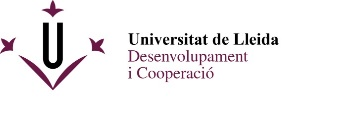 U
Universitat de Lleida
Desenvolupament
i Cooperació